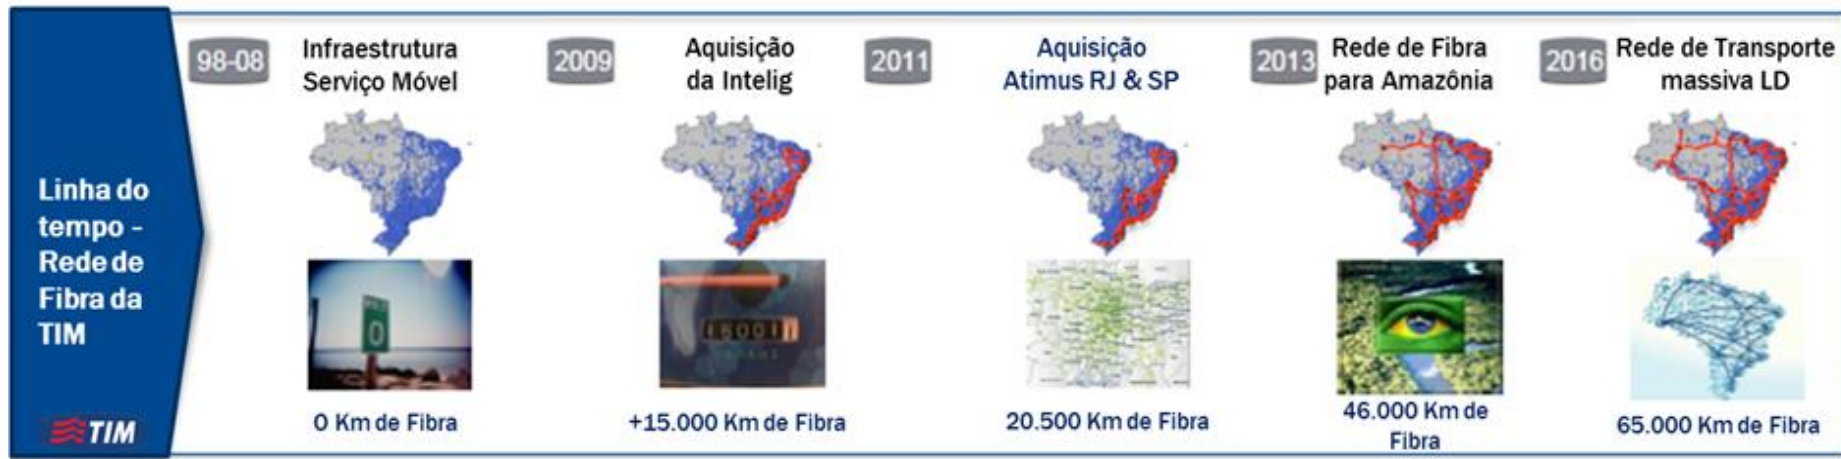 Linha do
tempo –
Rede de
Fibra da
TIM
TIM
98-08
Infraestrutura
Serviço Móvel
0
0 Km de Fibra
2009
Aquisição
da Intelig
+15.000 Km de Fibra
2011
Aquisição
Atimus RJ & SP
20.500 Km de Fibra
2013
Rede de Fibra
para Amazônia
46.000 Km de
Fibra
2016
Rede de Transporte
massiva LD
65.000 Km de Fibra